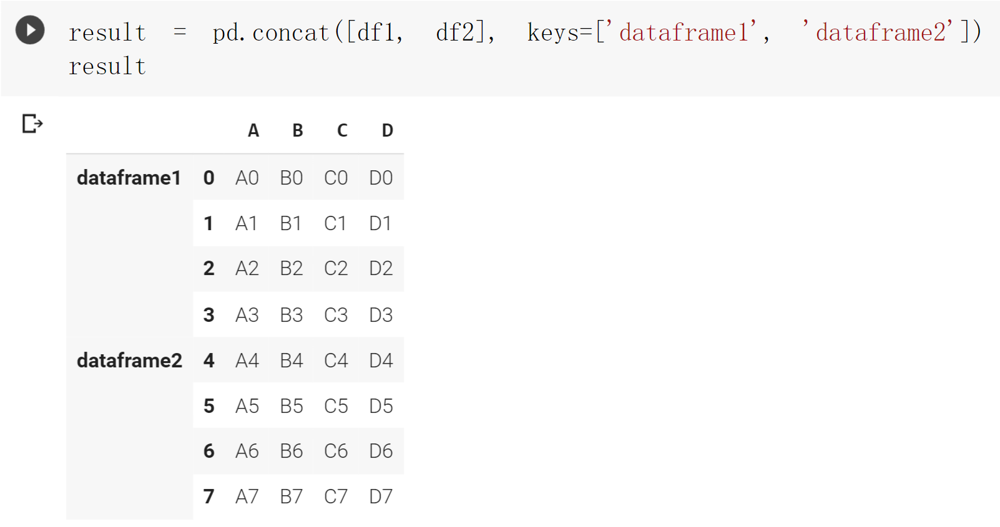 result = pd.concat([df1, df2], keys=['dataframe1', 'dataframe2'])
result
A B C D
dataframe1 0 A0 B0 C0 D0
1 A1 B1 C1 D1
2 A2 B2 C2 D2
3 A3 B3 C3 D3
dataframe2 4 A4 B4 C4 D4
5 A5 B5 C5 D5
6 A6 B6 C6 D6
7 A7 B7 C7 D7